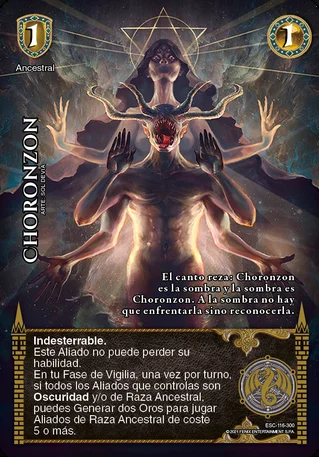 1
1
Ancestral
CHORONZON
ARTE: SOL DEVIA
El canto reza: Choronzon
es la sombra y la sombra es
Choronzon. A la sombra no hay
que enfrentarla sino reconocerla.
Indesterrable.
Este Aliado no puede perder su
habilidad.
En tu Fase de Vigilia, una vez por turno,
si todos los Aliados que controlas son
Oscuridad y/o de Raza Ancestral,
puedes Generar dos Oros para jugar
Aliados de Raza Ancestral de coste
5 o más.
ESC-116-300
©2021 FENIX ENTERTAINMENT S.P.A.